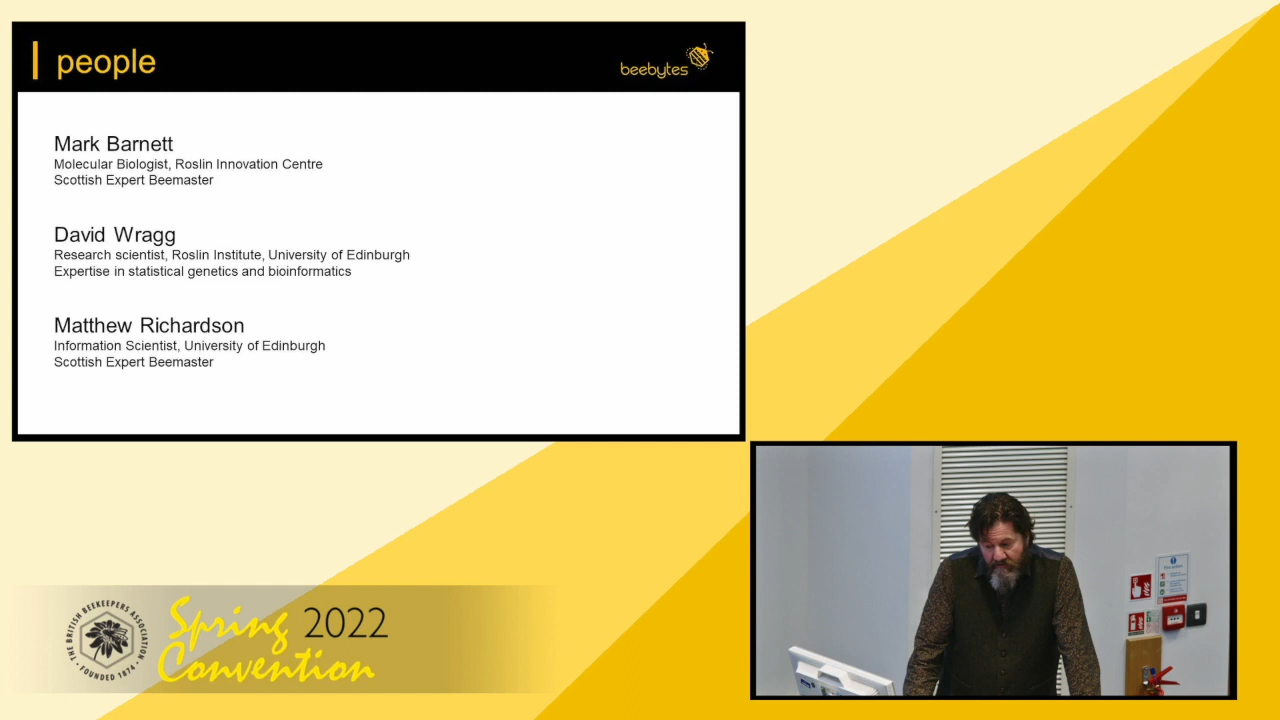 people
beebytes
Mark Barnett
Molecular Biologist, Roslin Innovation Centre
Scottish Expert Beemaster
David Wragg
Research scientist, Roslin Institute, University of Edinburgh
Expertise in statistical genetics and bioinformatics
Matthew Richardson
Information Scientist, University of Edinburgh
Scottish Expert Beemaster
THE BRITISH BEEKEEPERS ASSOCIATION
• FOUNDED 1874 •
Spring 2022
Convention